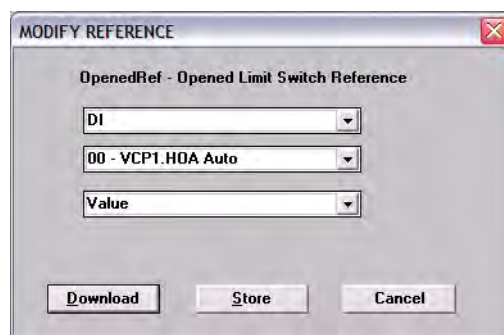 MODIFY REFERENCE
OpenedRef - Opened Limit Switch Reference
DI
00 - VCP1.HOA Auto
Value
Download Store Cancel